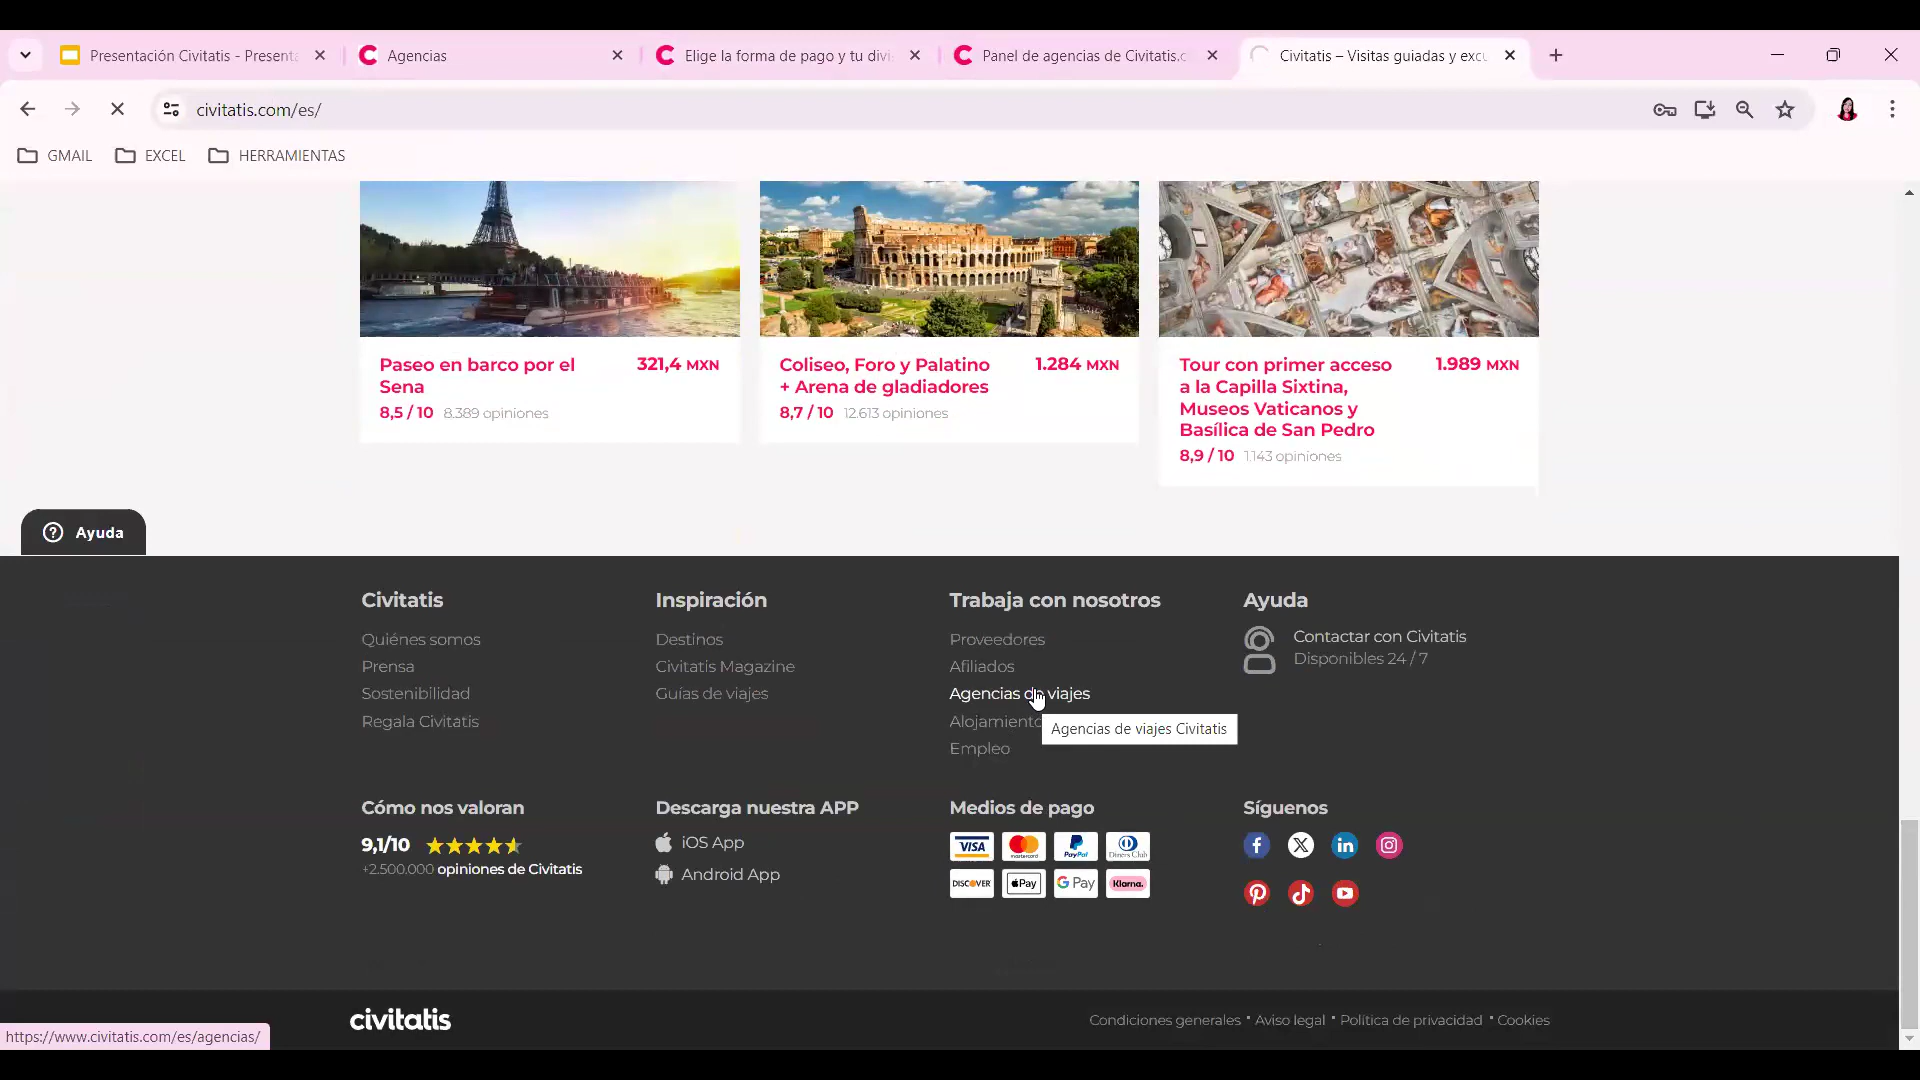 Presentación Civitatis - Presenta
Agencias
Elige la forma de pago y tu divi
Panel de agencias de Civitatis.c
Civitatis – Visitas guiadas y excu
civitatis.com/es/
GMAIL
EXCEL
HERRAMIENTAS
Paseo en barco por el
Sena
321,4 MXN
8,5 / 10 8.389 opiniones
Coliseo, Foro y Palatino
+ Arena de gladiadores
1.284 MXN
8,7 / 10 12.613 opiniones
Tour con primer acceso
a la Capilla Sixtina,
Museos Vaticanos y
Basílica de San Pedro
1.989 MXN
8,9 / 10 1.143 opiniones
Ayuda
Civitatis
Quiénes somos
Prensa
Sostenibilidad
Regala Civitatis
Inspiración
Destinos
Civitatis Magazine
Guías de viajes
Trabaja con nosotros
Proveedores
Afiliados
Agencias de viajes
Alojamiento
Agencias de viajes Civitatis
Empleo
Ayuda
Contactar con Civitatis
Disponibles 24 / 7
Cómo nos valoran
9,1/10
+2.500.000 opiniones de Civitatis
Descarga nuestra APP
iOS App
Android App
Medios de pago
VISA
mastercard
PayPal
Diners Club
DISCOVER
Pay
G Pay
Klarna.
Síguenos
civitatis
Condiciones generales • Aviso legal • Política de privacidad • Cookies
https://www.civitatis.com/es/agencias/